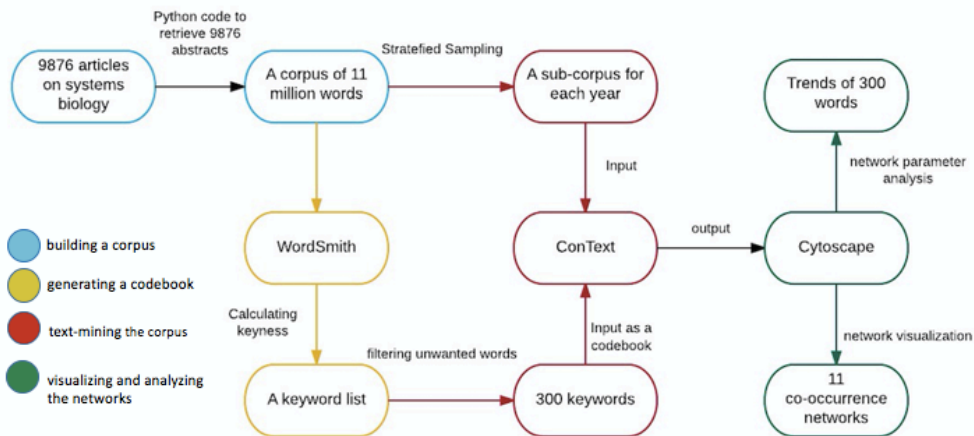 Python code to
retrieve 9876
abstracts
Stratefied Sampling
9876 articles
on systems
biology
A corpus of 11
million words
A sub-corpus for
each year
Trends of 300
words
Input
network parameter
analysis
building a corpus
generating a codebook
text-mining the corpus
visualizing and analyzing
the networks
WordSmith
ConText
output
Cytoscape
Calculating
keyness
filtering unwanted words
Input as a
codebook
network visualization
A keyword list
300 keywords
11
co-occurrence
networks